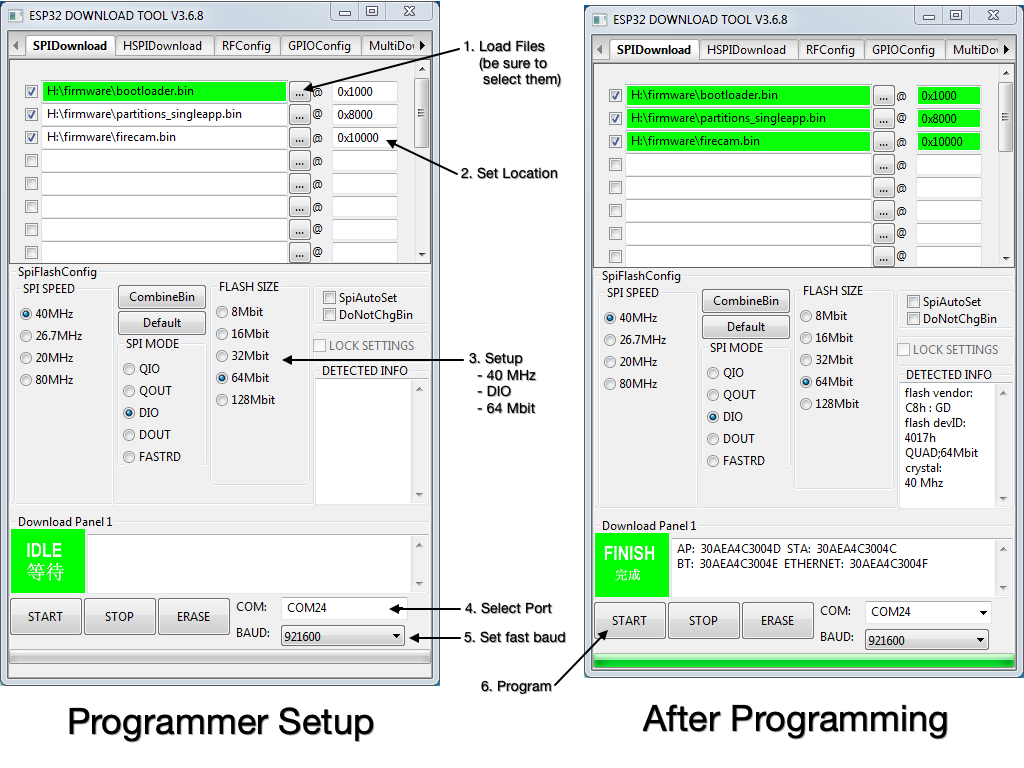 ESP32 DOWNLOAD TOOL V3.6.8
SPIDownload HSPIDownload RFConfig GPIOConfig MultiDo
H:\firmware\bootloader.bin ... @ 0x1000
H:\firmware\partitions_singleapp.bin ... @ 0x8000
H:\firmware\firecam.bin ... @ 0x10000
... @
... @
... @
... @
... @
SpiFlashConfig
SPI SPEED
40MHz
26.7MHz
20MHz
80MHz
CombineBin
Default
SPI MODE
QIO
QOUT
DIO
DOUT
FASTRD
FLASH SIZE
8Mbit
16Mbit
32Mbit
64Mbit
128Mbit
SpiAutoSet
DoNotChgBin
LOCK SETTINGS
DETECTED INFO
Download Panel 1
IDLE
等待
START STOP ERASE
COM: COM24
BAUD: 921600
1. Load Files
(be sure to
select them)
2. Set Location
3. Setup
- 40 MHz
- DIO
- 64 Mbit
4. Select Port
5. Set fast baud
6. Program
ESP32 DOWNLOAD TOOL V3.6.8
SPIDownload HSPIDownload RFConfig GPIOConfig MultiDo
H:\firmware\bootloader.bin ... @ 0x1000
H:\firmware\partitions_singleapp.bin ... @ 0x8000
H:\firmware\firecam.bin ... @ 0x10000
... @
... @
... @
... @
... @
SpiFlashConfig
SPI SPEED
40MHz
26.7MHz
20MHz
80MHz
CombineBin
Default
SPI MODE
QIO
QOUT
DIO
DOUT
FASTRD
FLASH SIZE
8Mbit
16Mbit
32Mbit
64Mbit
128Mbit
SpiAutoSet
DoNotChgBin
LOCK SETTINGS
DETECTED INFO
flash vendor:
C8h : GD
flash devID:
4017h
QUAD;64Mbit
crystal:
40 Mhz
Download Panel 1
FINISH
完成
AP: 30AEA4C3004D STA: 30AEA4C3004C
BT: 30AEA4C3004E ETHERNET: 30AEA4C3004F
START STOP ERASE
COM: COM24
BAUD: 921600
Programmer Setup
After Programming